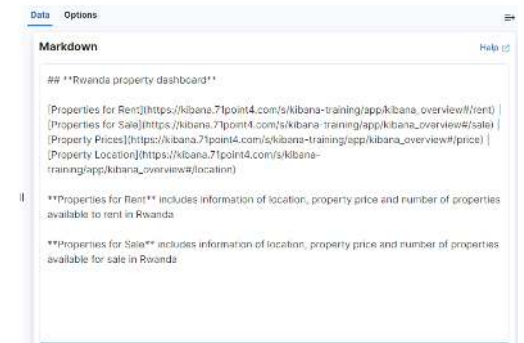 Data Options
Markdown Help
## **Rwanda property dashboard**
[Properties for Rent](https://kibana.71point4.com/s/kibana-training/app/kibana_overview#/rent) |
[Properties for Sale](https://kibana.71point4.com/s/kibana-training/app/kibana_overview#/sale) |
[Property Prices](https://kibana.71point4.com/s/kibana-training/app/kibana_overview#/price) |
[Property Location](https://kibana.71point4.com/s/kibana-
training/app/kibana_overview#/location)
**Properties for Rent** includes information of location, property price and number of properties
available to rent in Rwanda
**Properties for Sale** includes information of location, property price and number of properties
available for sale in Rwanda